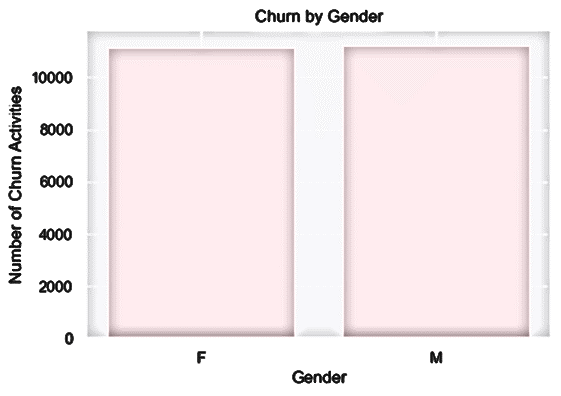 Churn by Gender
Number of Churn Activities
10000
8000
6000
4000
2000
0
F
M
Gender